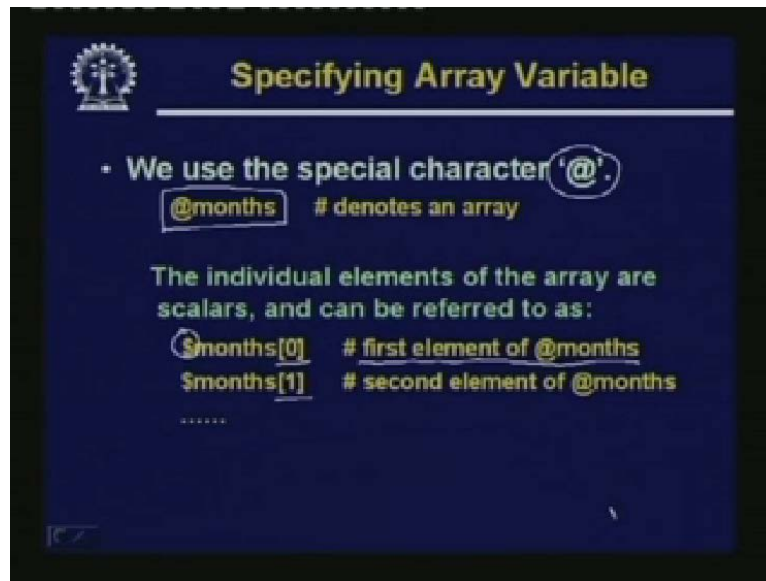 Specifying Array Variable
• We use the special character '@'.
@months # denotes an array
The individual elements of the array are
scalars, and can be referred to as:
$months[0] # first element of @months
$months[1] # second element of @months
......